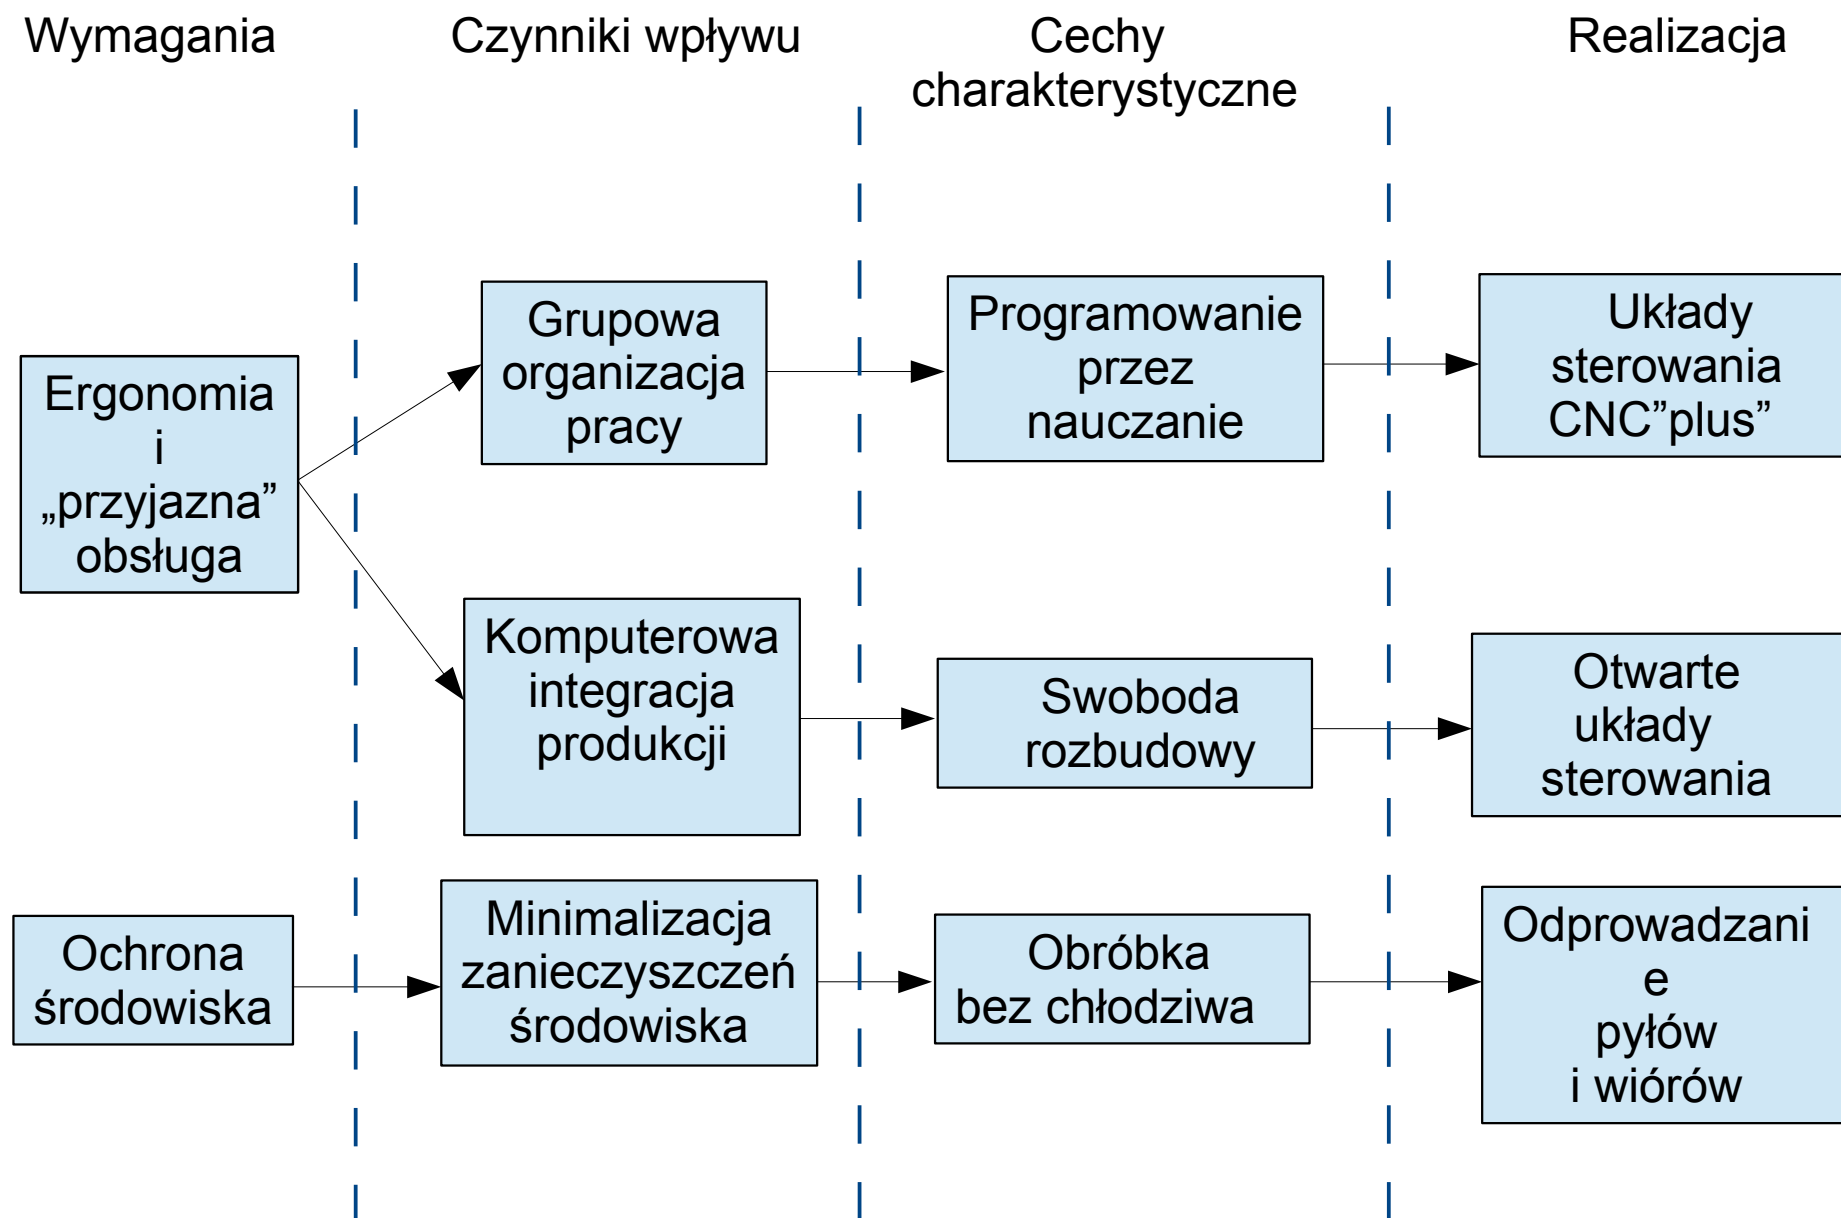 Wymagania
Czynniki wpływu
Cechy
charakterystyczne
Realizacja
Ergonomia
i
„przyjazna”
obsługa
Grupowa
organizacja
pracy
Programowanie
przez
nauczanie
Układy
sterowania
CNC”plus”
Komputerowa
integracja
produkcji
Swoboda
rozbudowy
Otwarte
układy
sterowania
Ochrona
środowiska
Minimalizacja
zanieczyszczeń
środowiska
Obróbka
bez chłodziwa
Odprowadzani
e
pyłów
i wiórów